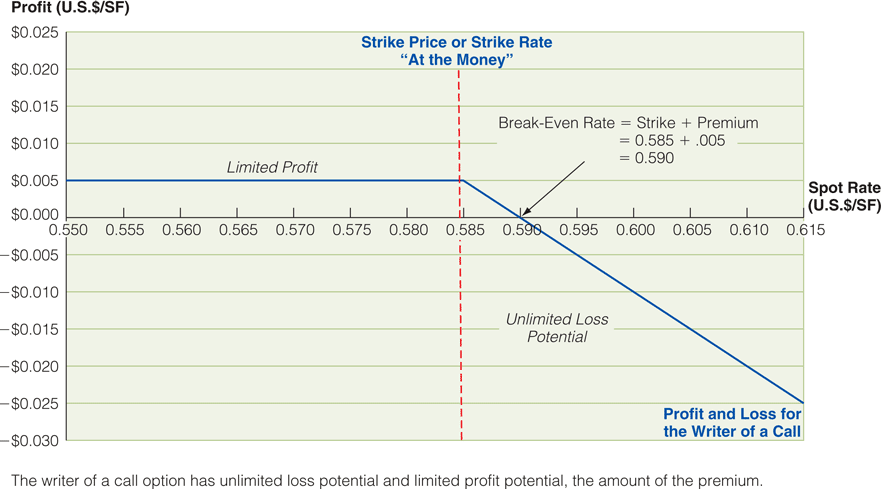 Profit (U.S.$/SF)
$0.025
Strike Price or Strike Rate
“At the Money”
$0.020
$0.015
Break-Even Rate = Strike + Premium
= 0.585 + .005
= 0.590
$0.010
Limited Profit
$0.005
Spot Rate
(U.S.$/SF)
$0.000
0.550 0.555 0.560 0.565 0.570 0.575 0.580 0.585 0.590 0.595 0.600 0.605 0.610 0.615
–$0.005
–$0.010
Unlimited Loss
Potential
–$0.015
–$0.020
–$0.025
Profit and Loss for
the Writer of a Call
–$0.030
The writer of a call option has unlimited loss potential and limited profit potential, the amount of the premium.